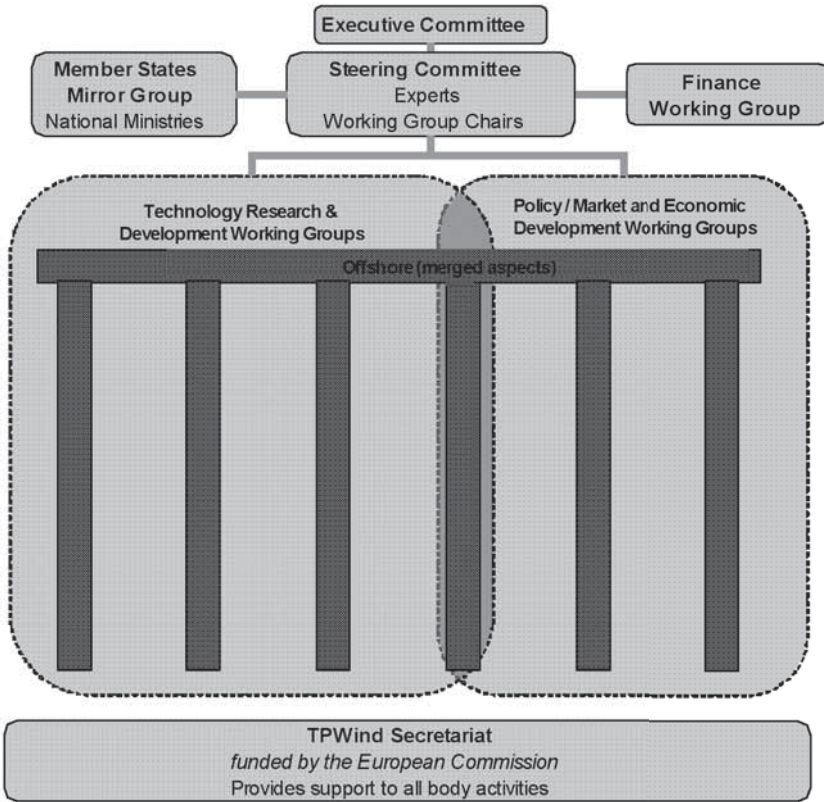 Executive Committee
Member States
Mirror Group
National Ministries
Steering Committee
Experts
Working Group Chairs
Finance
Working Group
Technology Research &
Development Working Groups
Policy / Market and Economic
Development Working Groups
Offshore (merged aspects)
TPWind Secretariat
funded by the European Commission
Provides support to all body activities